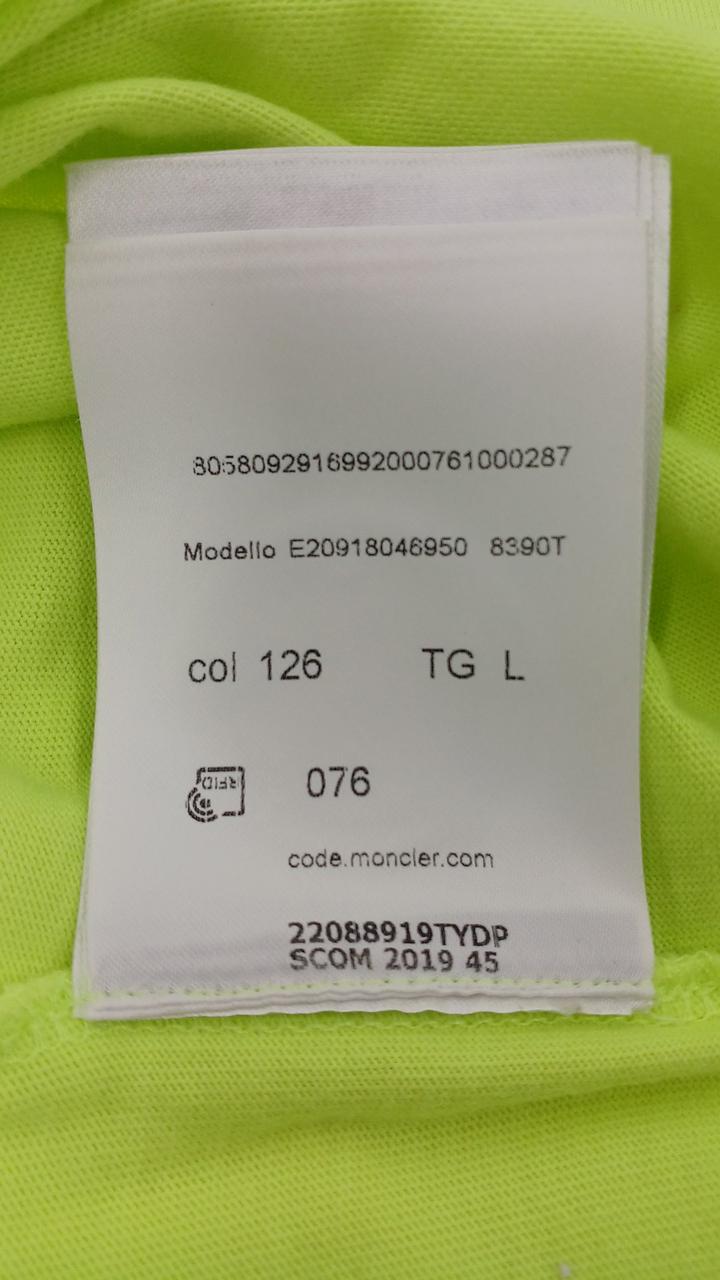 8058092916992000761000287
Modello E20918046950 8390T
col 126 TG L
RFID 076
code.moncler.com
22088919TYDP
SCOM 2019 45